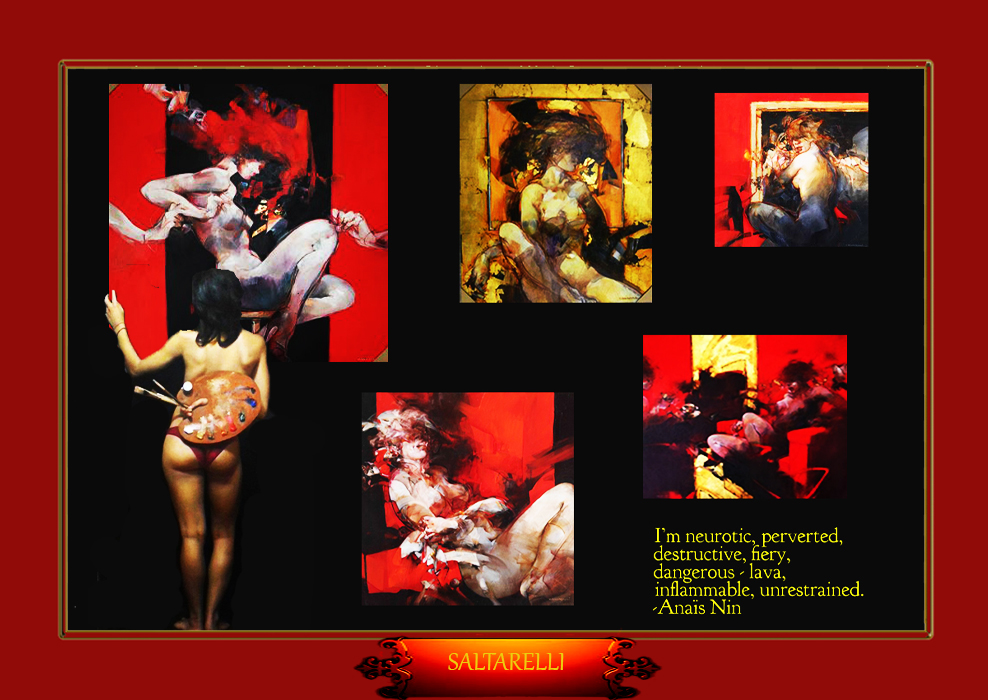 I'm neurotic, perverted,
destructive, fiery,
dangerous - lava,
inflammable, unrestrained.
-Anaïs Nin
SALTARELLI